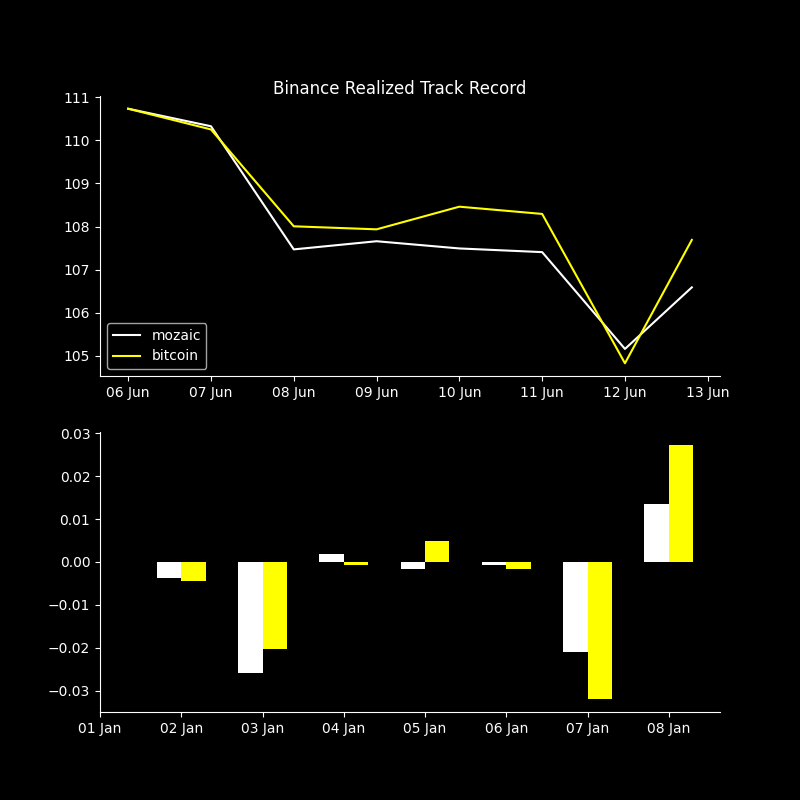 Binance Realized Track Record
111
110
109
108
107
106
105
mozaic
bitcoin
06 Jun 07 Jun 08 Jun 09 Jun 10 Jun 11 Jun 12 Jun 13 Jun
0.03
0.02
0.01
0.00
−0.01
−0.02
−0.03
01 Jan 02 Jan 03 Jan 04 Jan 05 Jan 06 Jan 07 Jan 08 Jan